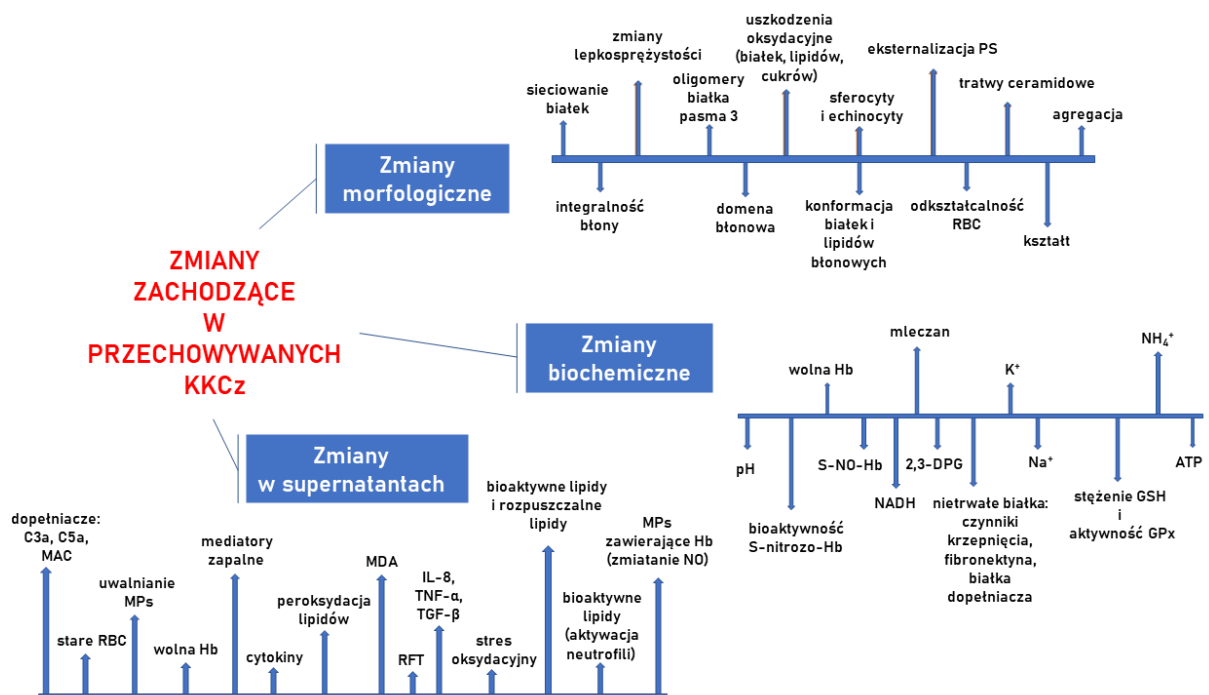 ZMIANY
ZACHODZĄCE
W
PRZECHOWYWANYCH
KKCz
Zmiany
morfologiczne
sieciowanie
białek
zmiany
lepkosprężystości
oligomery
białka
pasma 3
uszkodzenia
oksydacyjne
(białek, lipidów,
cukrów)
sferocyty
i echinocyty
eksternalizacja PS
tratwy ceramidowe
agregacja
integralność
błony
domena
błonowa
konformacja
białek i
lipidów
błonowych
odkształcalność
RBC
kształt
Zmiany
biochemiczne
wolna Hb
mleczan
K⁺
NH₄⁺
pH
bioaktywność
S-nitrozo-Hb
S-NO-Hb
NADH
2,3-DPG
nietrwałe białka:
czynniki
krzepnięcia,
fibronektyna,
białka
dopełniacza
Na⁺
stężenie GSH
i
aktywność GPx
ATP
Zmiany
w supernatantach
dopełniacze:
C3a, C5a,
MAC
stare RBC
uwalnianie
MPs
wolna Hb
mediatory
zapalne
cytokiny
peroksydacja
lipidów
MDA
RFT
IL-8,
TNF-α,
TGF-β
stres
oksydacyjny
bioaktywne lipidy
i rozpuszczalne
lipidy
bioaktywne
lipidy
(aktywacja
neutrofili)
MPs
zawierające Hb
(zmiatanie NO)